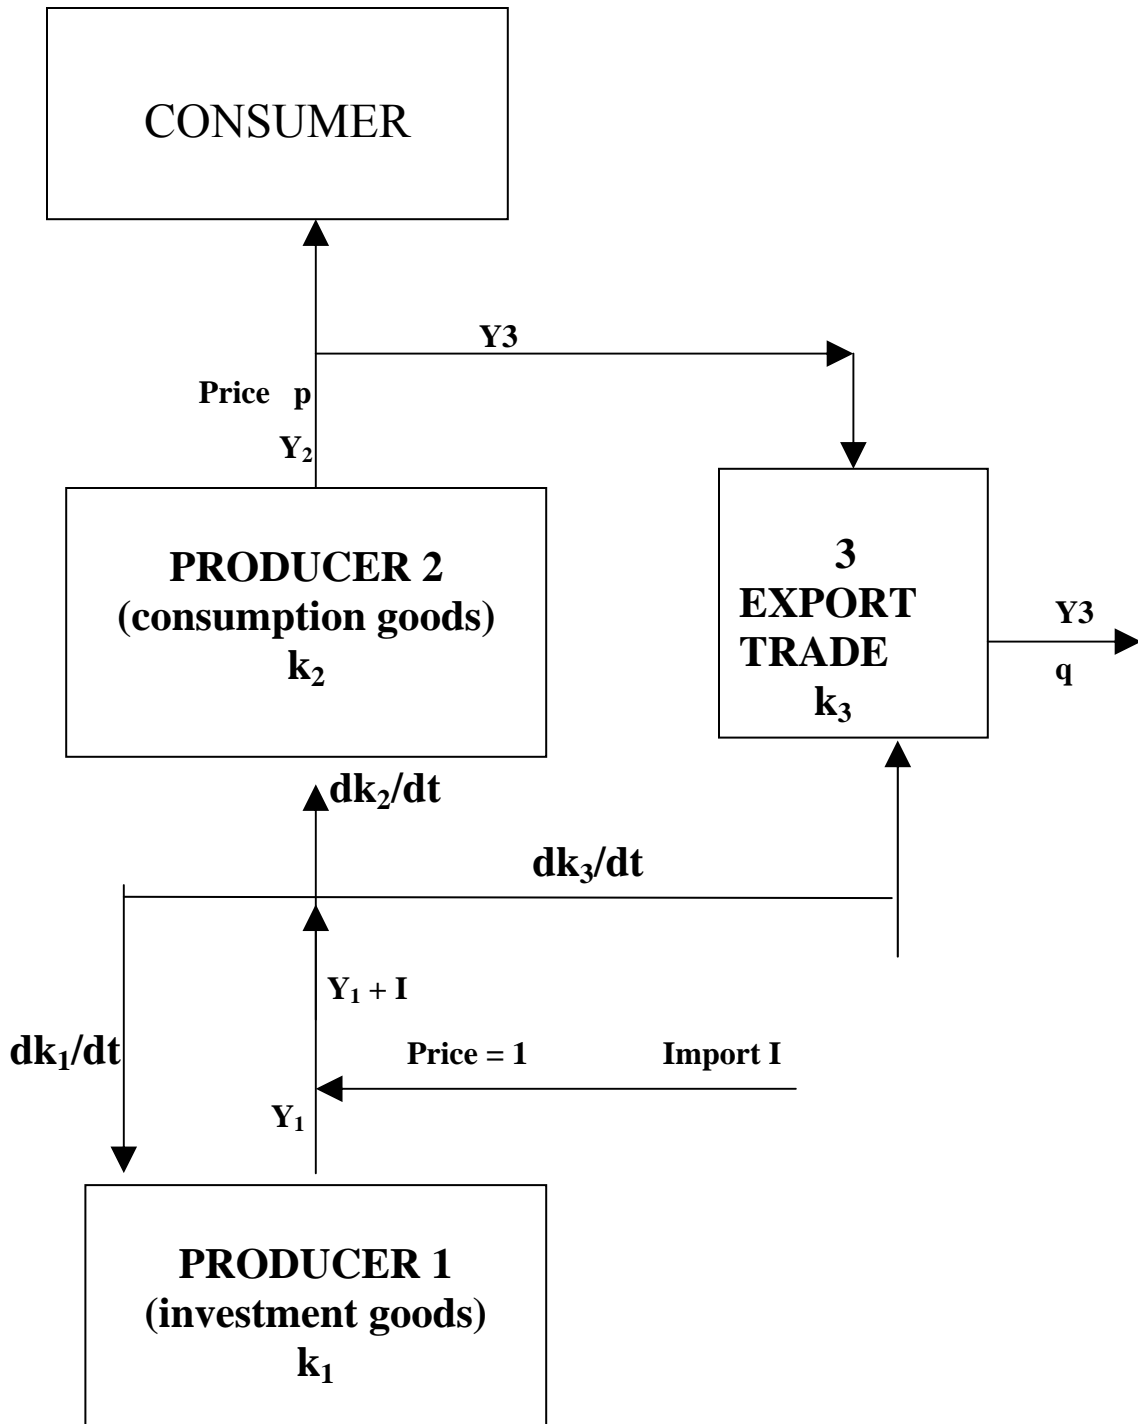 CONSUMER
Y3
Price p
Y₂
PRODUCER 2
(consumption goods)
k₂
3
EXPORT
TRADE
k₃
Y3
q
dk₂/dt
dk₃/dt
Y₁ + I
dk₁/dt
Price = 1 Import I
Y₁
PRODUCER 1
(investment goods)
k₁